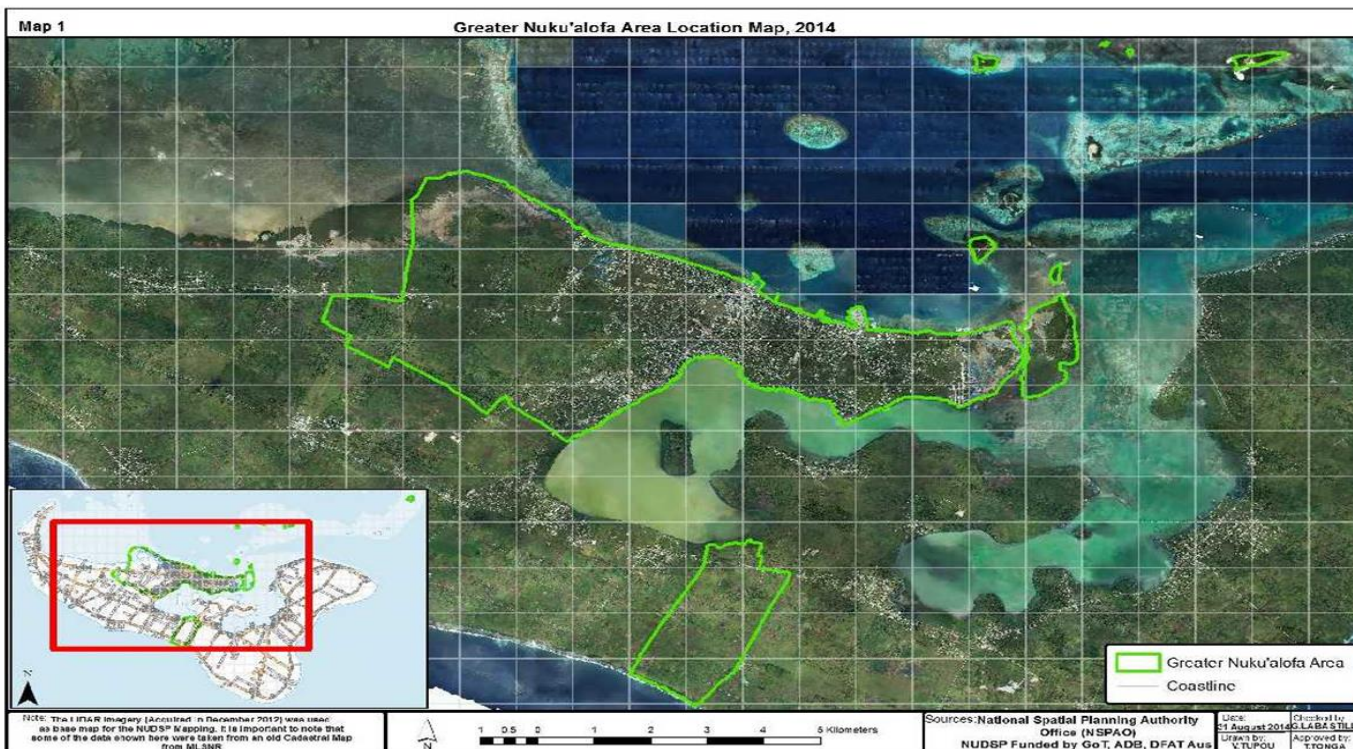 Map 1
Greater Nuku'alofa Area Location Map, 2014
Greater Nuku'alofa Area
Coastline
N
Note: The LIDAR Imagery (Acquired in December 2012) was used
as base map for the NUDSP Mapping. It is important to note that
some of the data shown here were taken from an old Cadastral Map
from MLSNR
N
1 0.5 0 1 2 3 4 5 Kilometers
Sources: National Spatial Planning Authority
Office (NSPAO)
NUDSP Funded by GoT, ADB, DFAT Aus
Date:
21 August 2014
Drawn by:
Checked by
G.LABASTILL
Approved by: